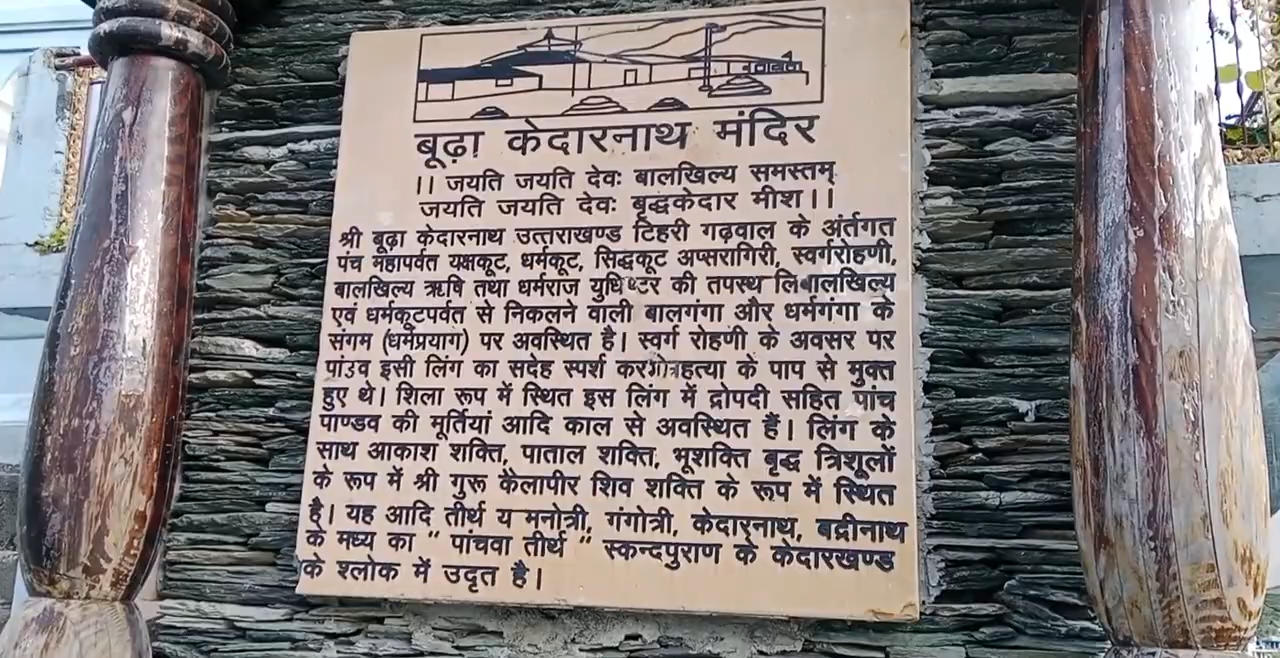 बूढ़ा केदारनाथ मंदिर
।। जयति जयति देवः बालखिल्य समस्तम्
जयति जयति देवः बृद्धकेदार मीश।।
श्री बूढ़ा केदारनाथ उत्तराखण्ड टिहरी गढ़वाल के अंर्तगत
पंच महापर्वत यक्षकूट, धर्मकूट, सिद्धकूट अप्सरागिरी, स्वर्गरोहणी,
बालखिल्य ऋषि तथा धर्मराज युधिष्टर की तपस्थ लिबालखिल्य
एवं धर्मकूटपर्वत से निकलने वाली बालगंगा और धर्मगंगा के
संगम (धर्मप्रयाग) पर अवस्थित है। स्वर्ग रोहणी के अवसर पर
पांडव इसी लिंग का सदेह स्पर्श कर गोत्रहत्या के पाप से मुक्त
हुए थे। शिला रूप में स्थित इस लिंग में द्रोपदी सहित पांच
पाण्डव की मूर्तियां आदि काल से अवस्थित हैं। लिंग के
साथ आकाश शक्ति, पाताल शक्ति, भूशक्ति बृद्ध त्रिशूलों
के रूप में श्री गुरू कैलापीर शिव शक्ति के रूप में स्थित
है। यह आदि तीर्थ य मनोत्री, गंगोत्री, केदारनाथ, बद्रीनाथ
के मध्य का " पांचवा तीर्थ " स्कन्दपुराण के केदारखण्ड
के श्लोक में उदृत है।